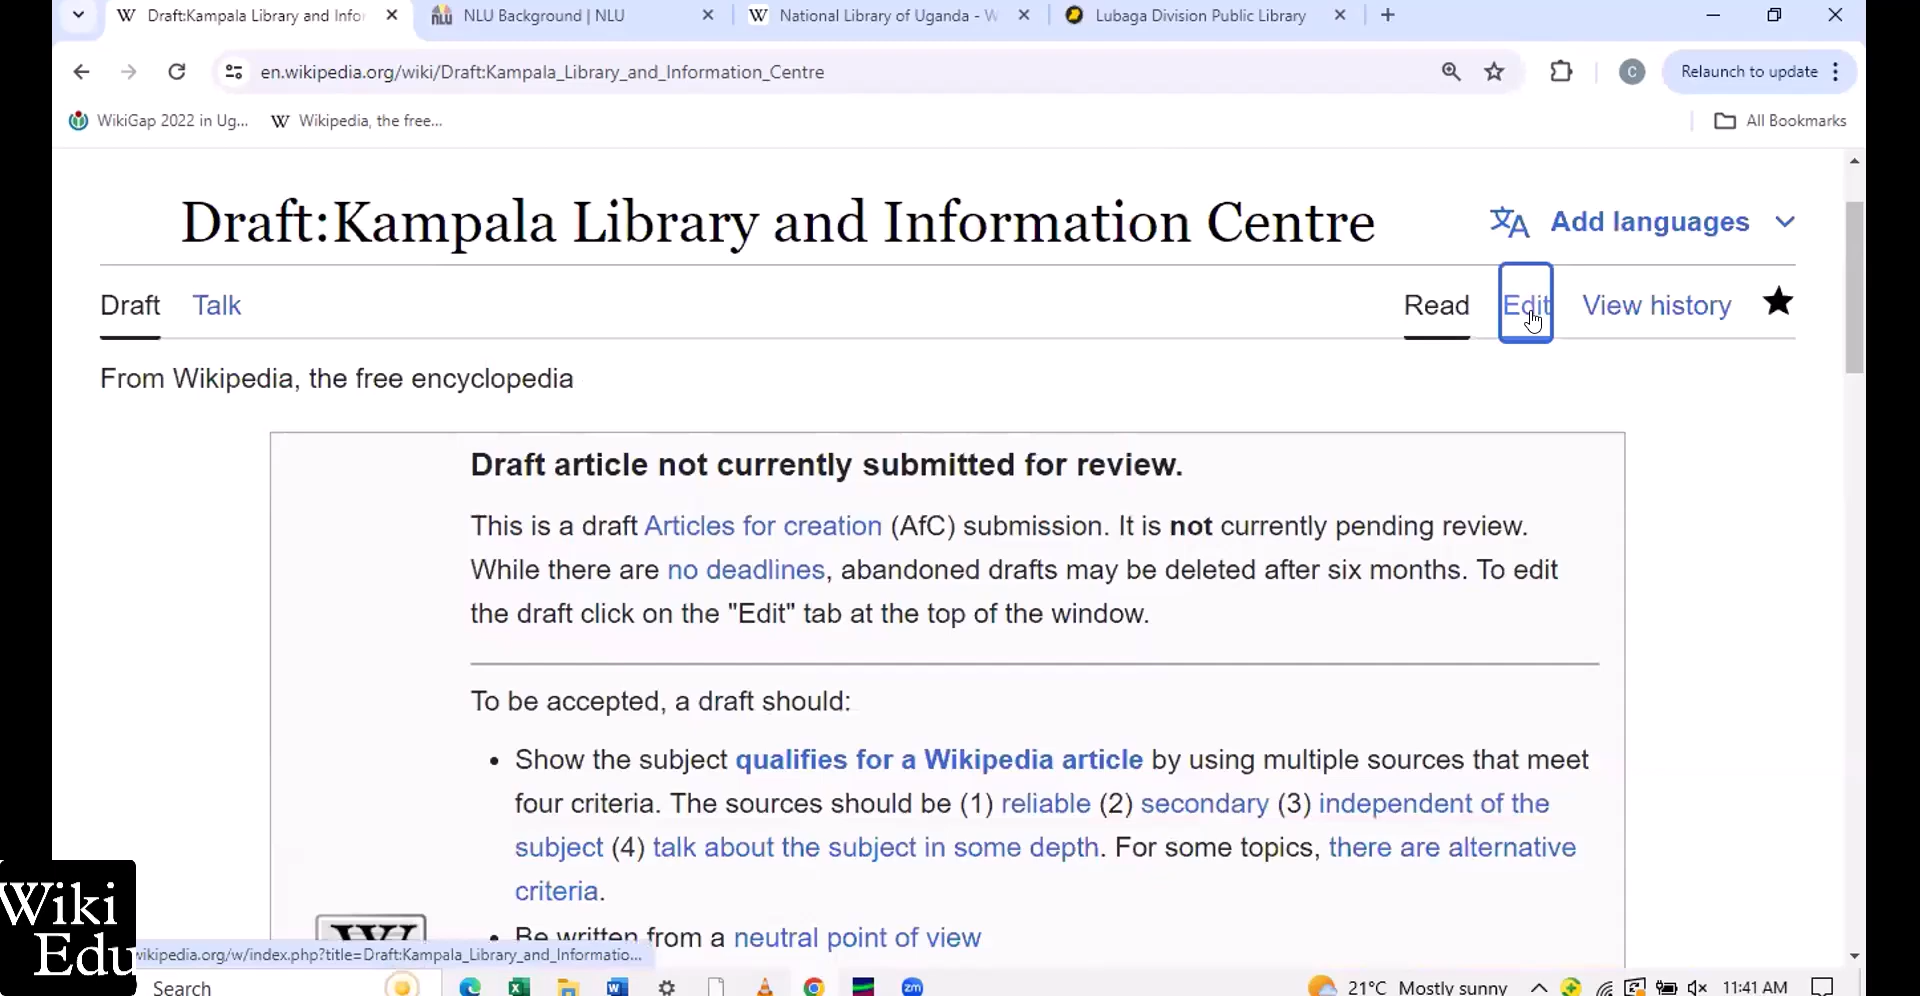 Draft:Kampala Library and Infor
NLU Background | NLU
W National Library of Uganda - W
Lubaga Division Public Library
en.wikipedia.org/wiki/Draft:Kampala_Library_and_Information_Centre
C
Relaunch to update
WikiGap 2022 in Ug...
W Wikipedia, the free...
All Bookmarks
Draft:Kampala Library and Information Centre
Add languages
Draft Talk
Read Edit View history
From Wikipedia, the free encyclopedia
Draft article not currently submitted for review.
This is a draft Articles for creation (AfC) submission. It is not currently pending review.
While there are no deadlines, abandoned drafts may be deleted after six months. To edit
the draft click on the "Edit" tab at the top of the window.
To be accepted, a draft should:
• Show the subject qualifies for a Wikipedia article by using multiple sources that meet
four criteria. The sources should be (1) reliable (2) secondary (3) independent of the
subject (4) talk about the subject in some depth. For some topics, there are alternative
criteria.
• Be written from a neutral point of view
Wiki
Edu
wikipedia.org/w/index.php?title=Draft:Kampala_Library_and_Informatio...
Search
zm
21°C Mostly sunny
11:41 AM